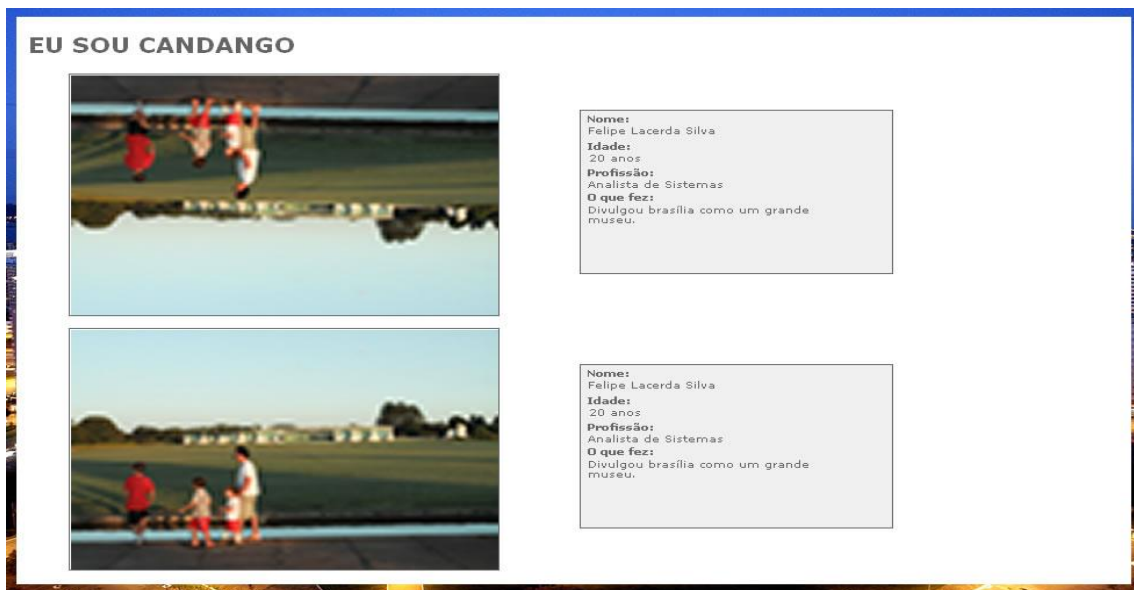 EU SOU CANDANGO
Nome:
Felipe Lacerda Silva
Idade:
20 anos
Profissão:
Analista de Sistemas
O que fez:
Divulgou brasília como um grande
museu.
Nome:
Felipe Lacerda Silva
Idade:
20 anos
Profissão:
Analista de Sistemas
O que fez:
Divulgou brasília como um grande
museu.